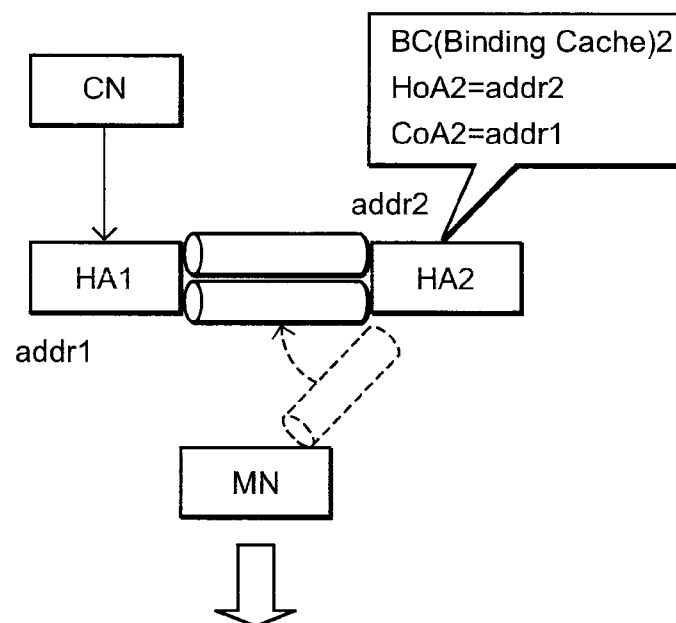 BC(Binding Cache)2
HoA2=addr2
CoA2=addr1
CN
addr2
HA1
HA2
addr1
MN